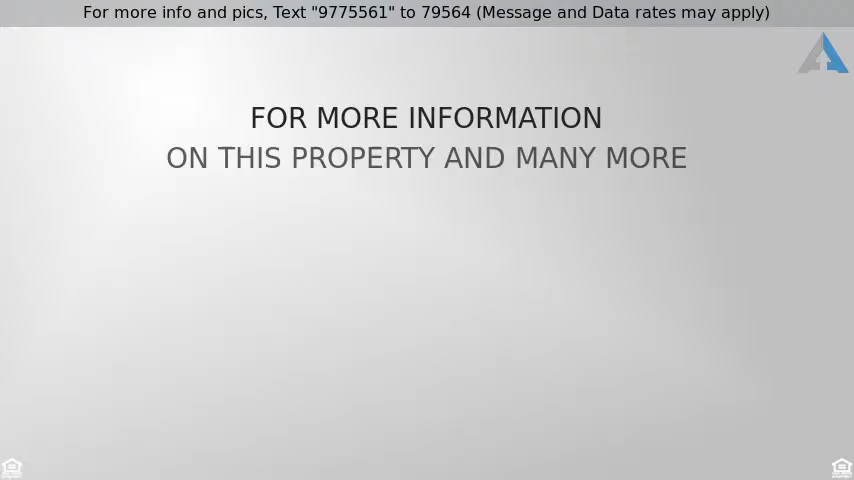 For more info and pics, Text "9775561" to 79564 (Message and Data rates may apply)
FOR MORE INFORMATION
ON THIS PROPERTY AND MANY MORE